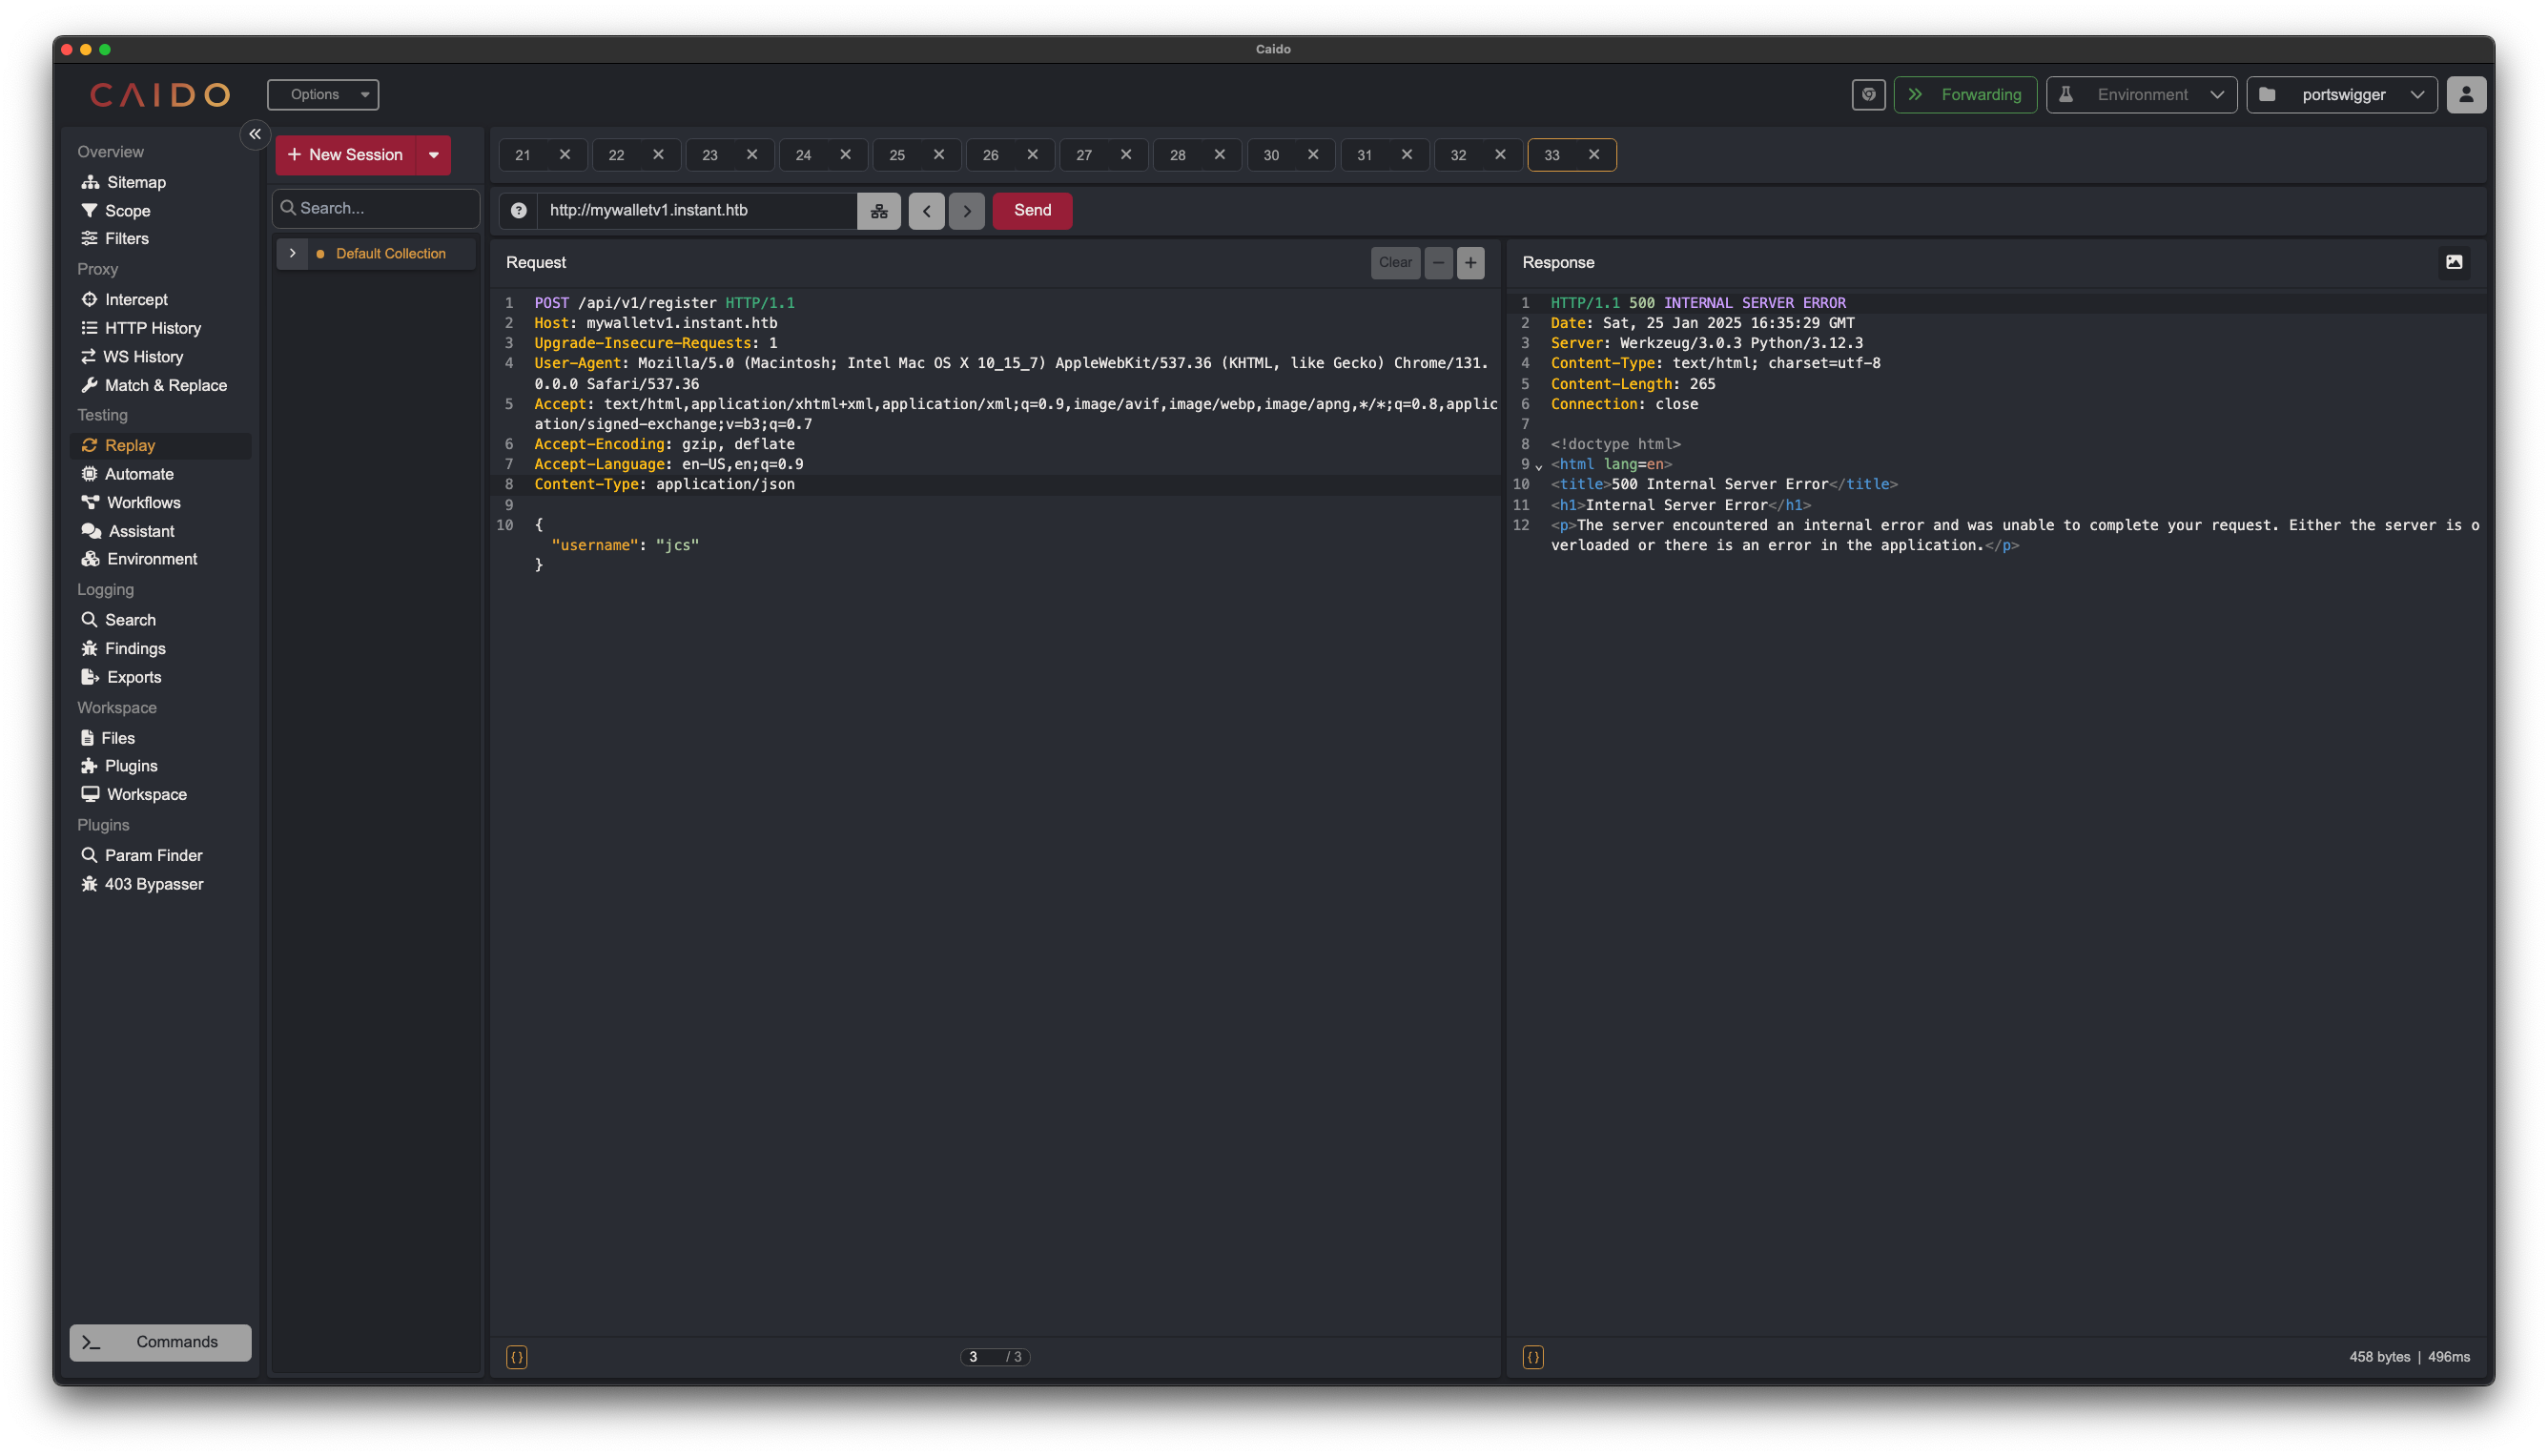 Caido
CAIDO
Options
Forwarding
Environment
portswigger
Overview
Sitemap
Scope
Filters
Proxy
Intercept
HTTP History
WS History
Match & Replace
Testing
Replay
Automate
Workflows
Assistant
Environment
Logging
Search
Findings
Exports
Workspace
Files
Plugins
Workspace
Plugins
Param Finder
403 Bypasser
Commands
+ New Session
Search...
Default Collection
21 22 23 24 25 26 27 28 30 31 32 33
http://mywalletv1.instant.htb
Send
Request
Clear
1 POST /api/v1/register HTTP/1.1
2 Host: mywalletv1.instant.htb
3 Upgrade-Insecure-Requests: 1
4 User-Agent: Mozilla/5.0 (Macintosh; Intel Mac OS X 10_15_7) AppleWebKit/537.36 (KHTML, like Gecko) Chrome/131.
0.0.0 Safari/537.36
5 Accept: text/html,application/xhtml+xml,application/xml;q=0.9,image/avif,image/webp,image/apng,*/*;q=0.8,applic
ation/signed-exchange;v=b3;q=0.7
6 Accept-Encoding: gzip, deflate
7 Accept-Language: en-US,en;q=0.9
8 Content-Type: application/json
9
10 {
"username": "jcs"
}
{}
3 / 3
Response
1 HTTP/1.1 500 INTERNAL SERVER ERROR
2 Date: Sat, 25 Jan 2025 16:35:29 GMT
3 Server: Werkzeug/3.0.3 Python/3.12.3
4 Content-Type: text/html; charset=utf-8
5 Content-Length: 265
6 Connection: close
7
8 <!doctype html>
9 <html lang=en>
10 <title>500 Internal Server Error</title>
11 <h1>Internal Server Error</h1>
12 <p>The server encountered an internal error and was unable to complete your request. Either the server is o
verloaded or there is an error in the application.</p>
{}
458 bytes | 496ms